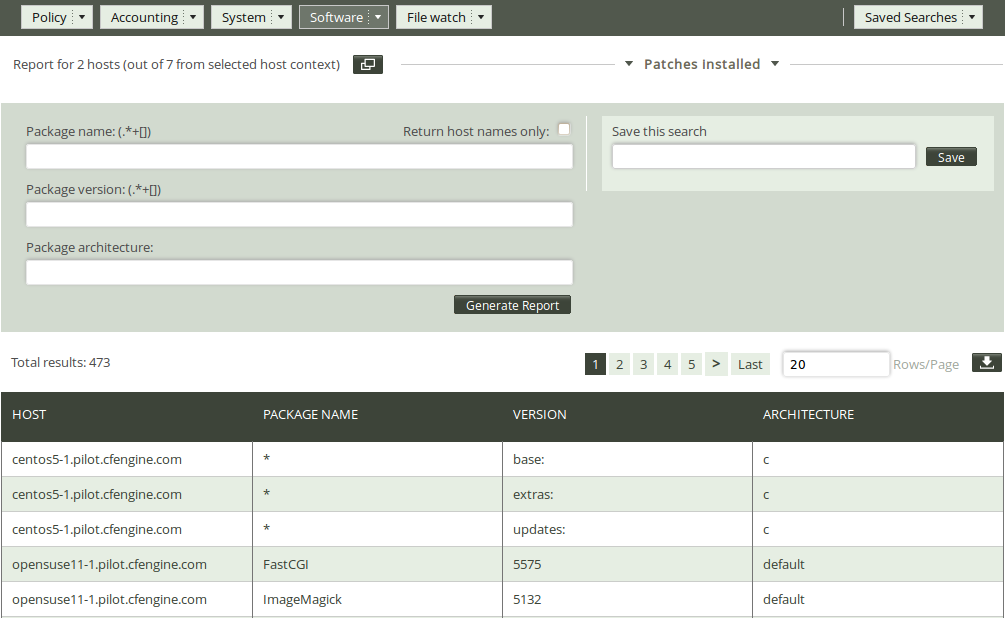 Policy Accounting System Software File watch Saved Searches
Report for 2 hosts (out of 7 from selected host context) Patches Installed
Package name: (.*+[]) Return host names only: Save this search
Save
Package version: (.*+[])
Package architecture:
Generate Report
Total results: 473 1 2 3 4 5 > Last 20 Rows/Page
HOST PACKAGE NAME VERSION ARCHITECTURE
centos5-1.pilot.cfengine.com * base: c
centos5-1.pilot.cfengine.com * extras: c
centos5-1.pilot.cfengine.com * updates: c
opensuse11-1.pilot.cfengine.com FastCGI 5575 default
opensuse11-1.pilot.cfengine.com ImageMagick 5132 default